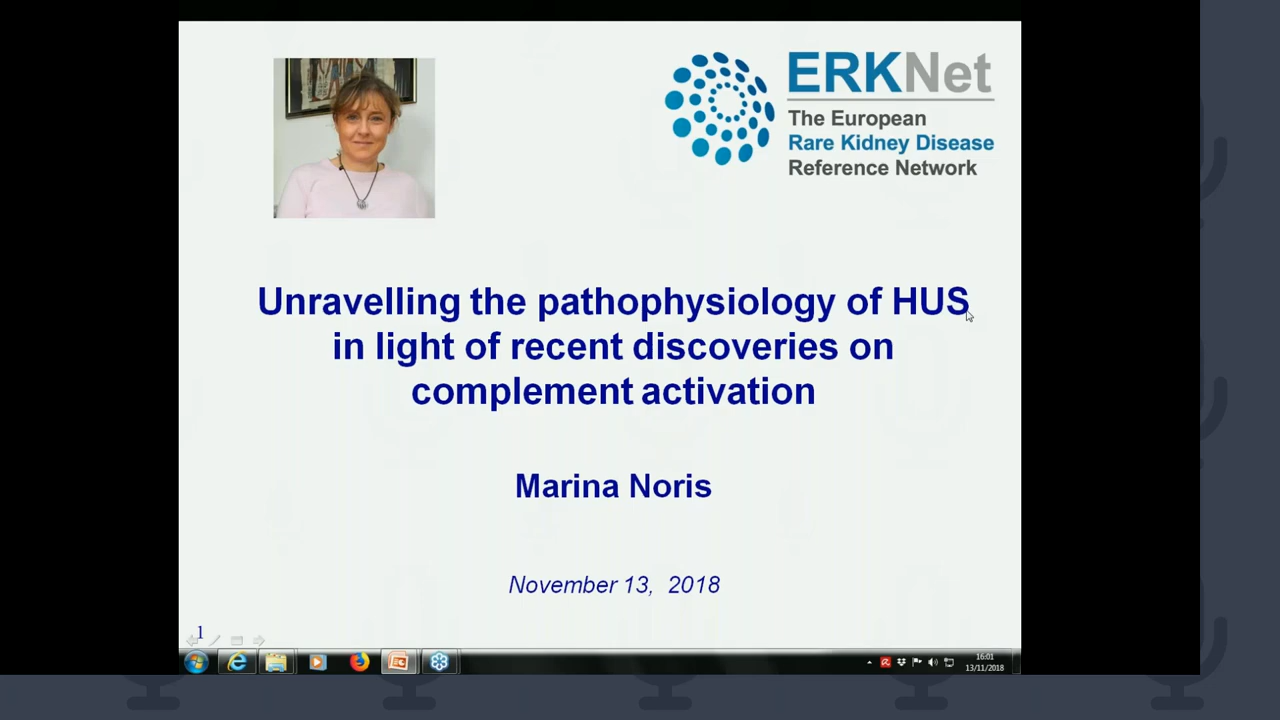 ERKNet
The European
Rare Kidney Disease
Reference Network
Unravelling the pathophysiology of HUS
in light of recent discoveries on
complement activation
Marina Noris
November 13, 2018
1
16:01
13/11/2018